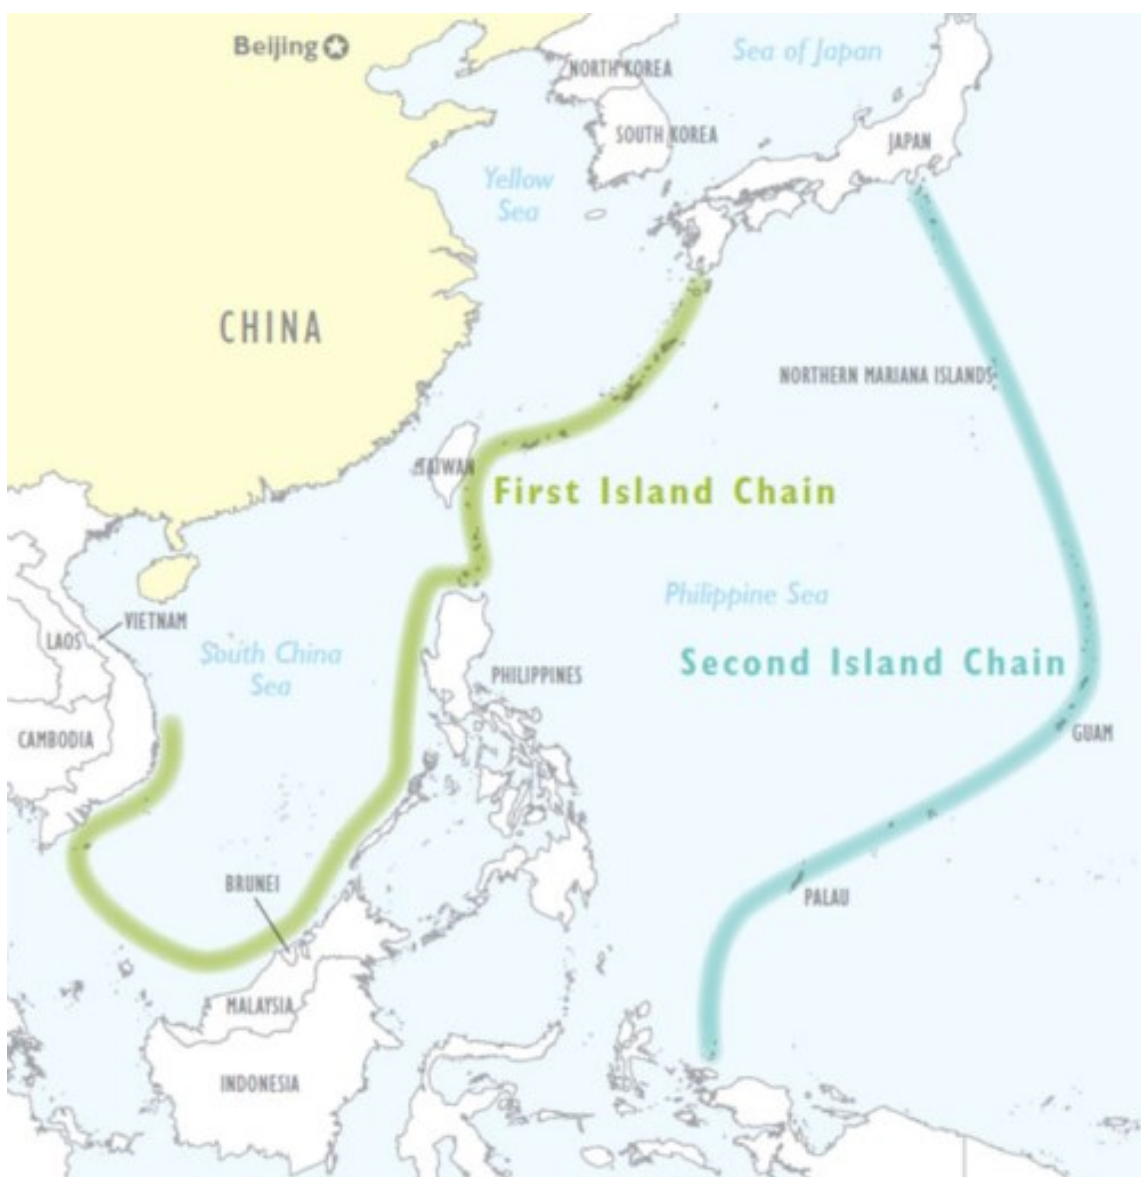 Beijing
Sea of Japan
NORTH KOREA
SOUTH KOREA
JAPAN
Yellow
Sea
CHINA
NORTHERN MARIANA ISLANDS
TAIWAN
First Island Chain
Philippine Sea
VIETNAM
LAOS
South China
Sea
Second Island Chain
PHILIPPINES
CAMBODIA
GUAM
BRUNEI
PALAU
MALAYSIA
INDONESIA